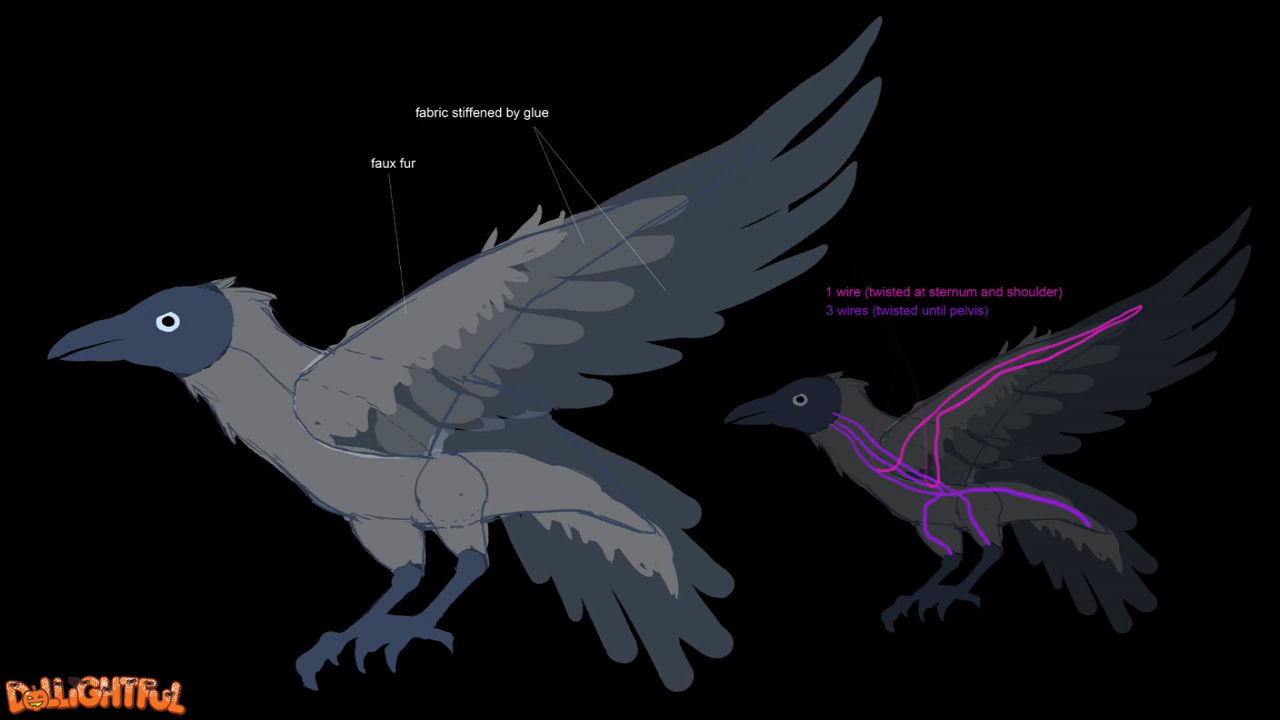 fabric stiffened by glue
faux fur
1 wire (twisted at sternum and shoulder)
3 wires (twisted until pelvis)
DOLLIGHTFUL